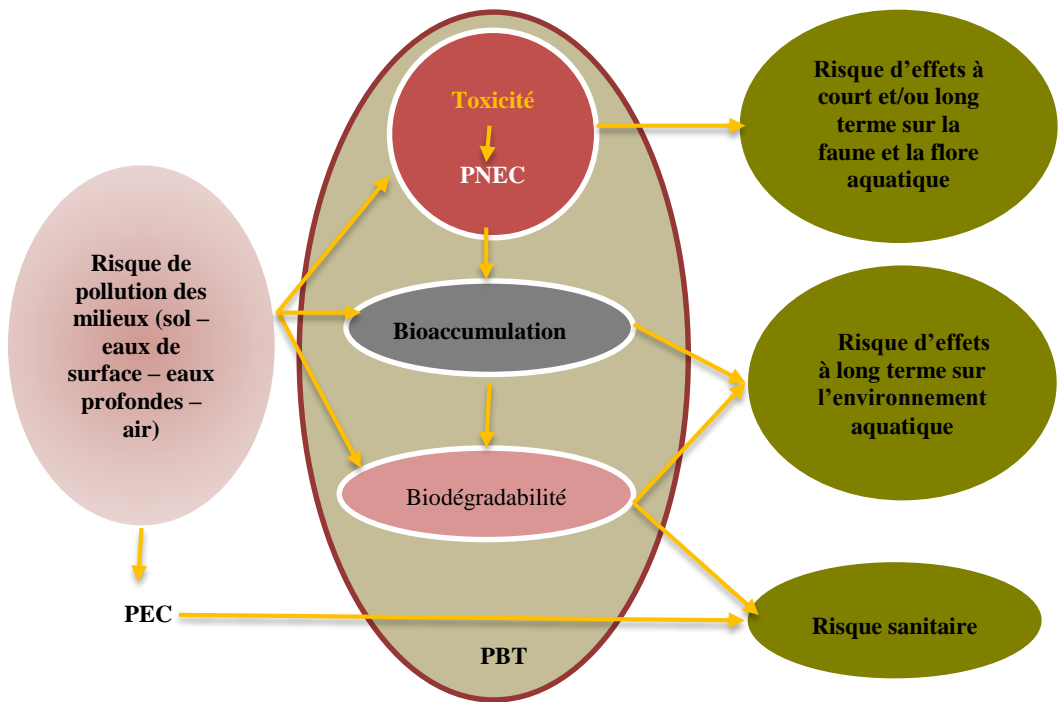 Risque de
pollution des
milieux (sol –
eaux de
surface – eaux
profondes –
air)
PEC
Toxicité
PNEC
Bioaccumulation
Biodégradabilité
PBT
Risque d’effets à
court et/ou long
terme sur la
faune et la flore
aquatique
Risque d’effets
à long terme sur
l’environnement
aquatique
Risque sanitaire